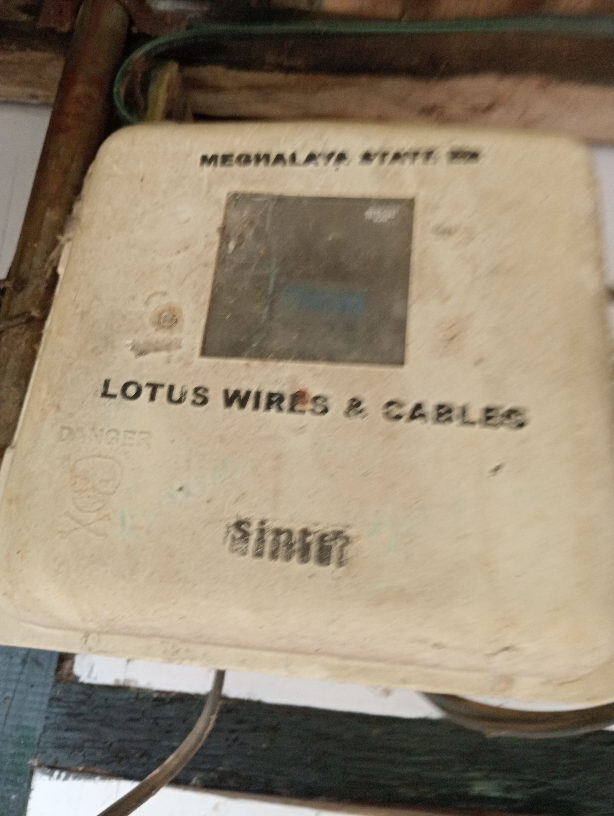 MEGHALAYA STATE
LOTUS WIRES & CABLES
DANGER